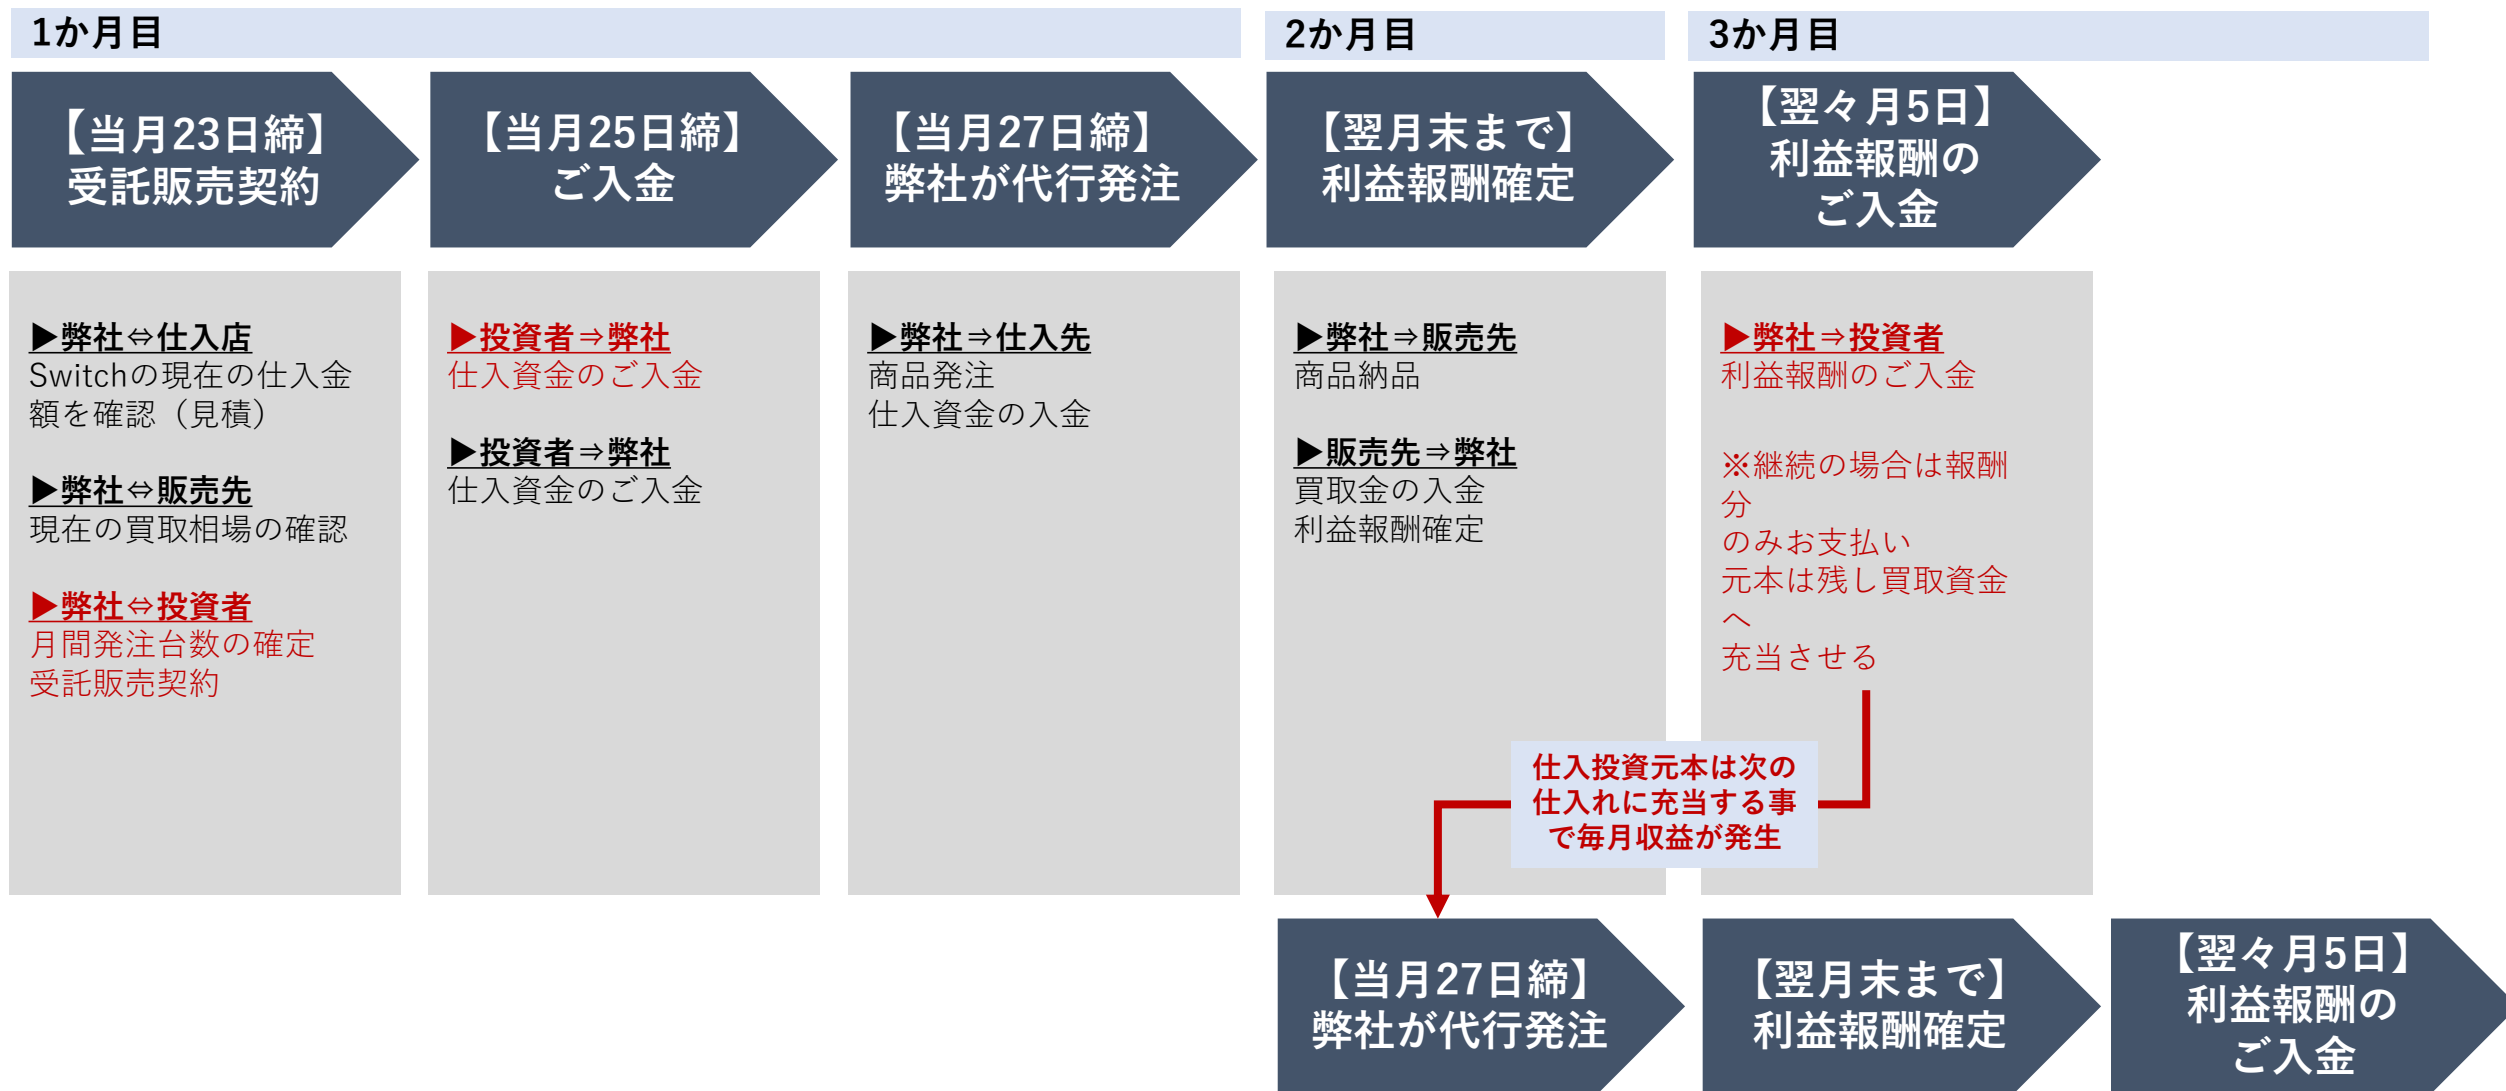 1か月目
2か月目
3か月目
【当月23日締】
受託販売契約
【当月25日締】
ご入金
【当月27日締】
弊社が代行発注
【翌月末まで】
利益報酬確定
【翌々月5日】
利益報酬の
ご入金
▶弊社⇔仕入店
Switchの現在の仕入金
額を確認（見積）
▶弊社⇔販売先
現在の買取相場の確認
▶弊社⇔投資者
月間発注台数の確定
受託販売契約
▶投資者⇒弊社
仕入資金のご入金
▶投資者⇒弊社
仕入資金のご入金
▶弊社⇒仕入先
商品発注
仕入資金の入金
▶弊社⇒販売先
商品納品
▶販売先⇒弊社
買取金の入金
利益報酬確定
▶弊社⇒投資者
利益報酬のご入金
※継続の場合は報酬
分
のみお支払い
元本は残し買取資金
へ
充当させる
仕入投資元本は次の
仕入れに充当する事
で毎月収益が発生
【当月27日締】
弊社が代行発注
【翌月末まで】
利益報酬確定
【翌々月5日】
利益報酬の
ご入金